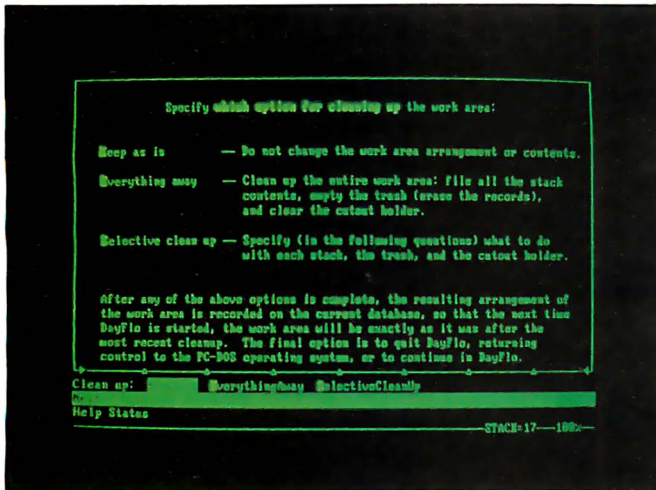 Specify which option for cleaning up the work area:
Keep as is — Do not change the work area arrangement or contents.
Everything away — Clean up the entire work area: File all the stack
contents, empty the trash (erase the records),
and clear the cutout holder.
Selective clean up — Specify (in the following questions) what to do
with each stack, the trash, and the cutout holder.
After any of the above options is complete, the resulting arrangement of
the work area is recorded on the current database, so that the next time
DayFlo is started, the work area will be exactly as it was after the
most recent cleanup. The final option is to quit DayFlo, returning
control to the PC-DOS operating system, or to continue in DayFlo.
Clean up: EverythingAway SelectiveCleanUp
Help Status
STACK=17 100%